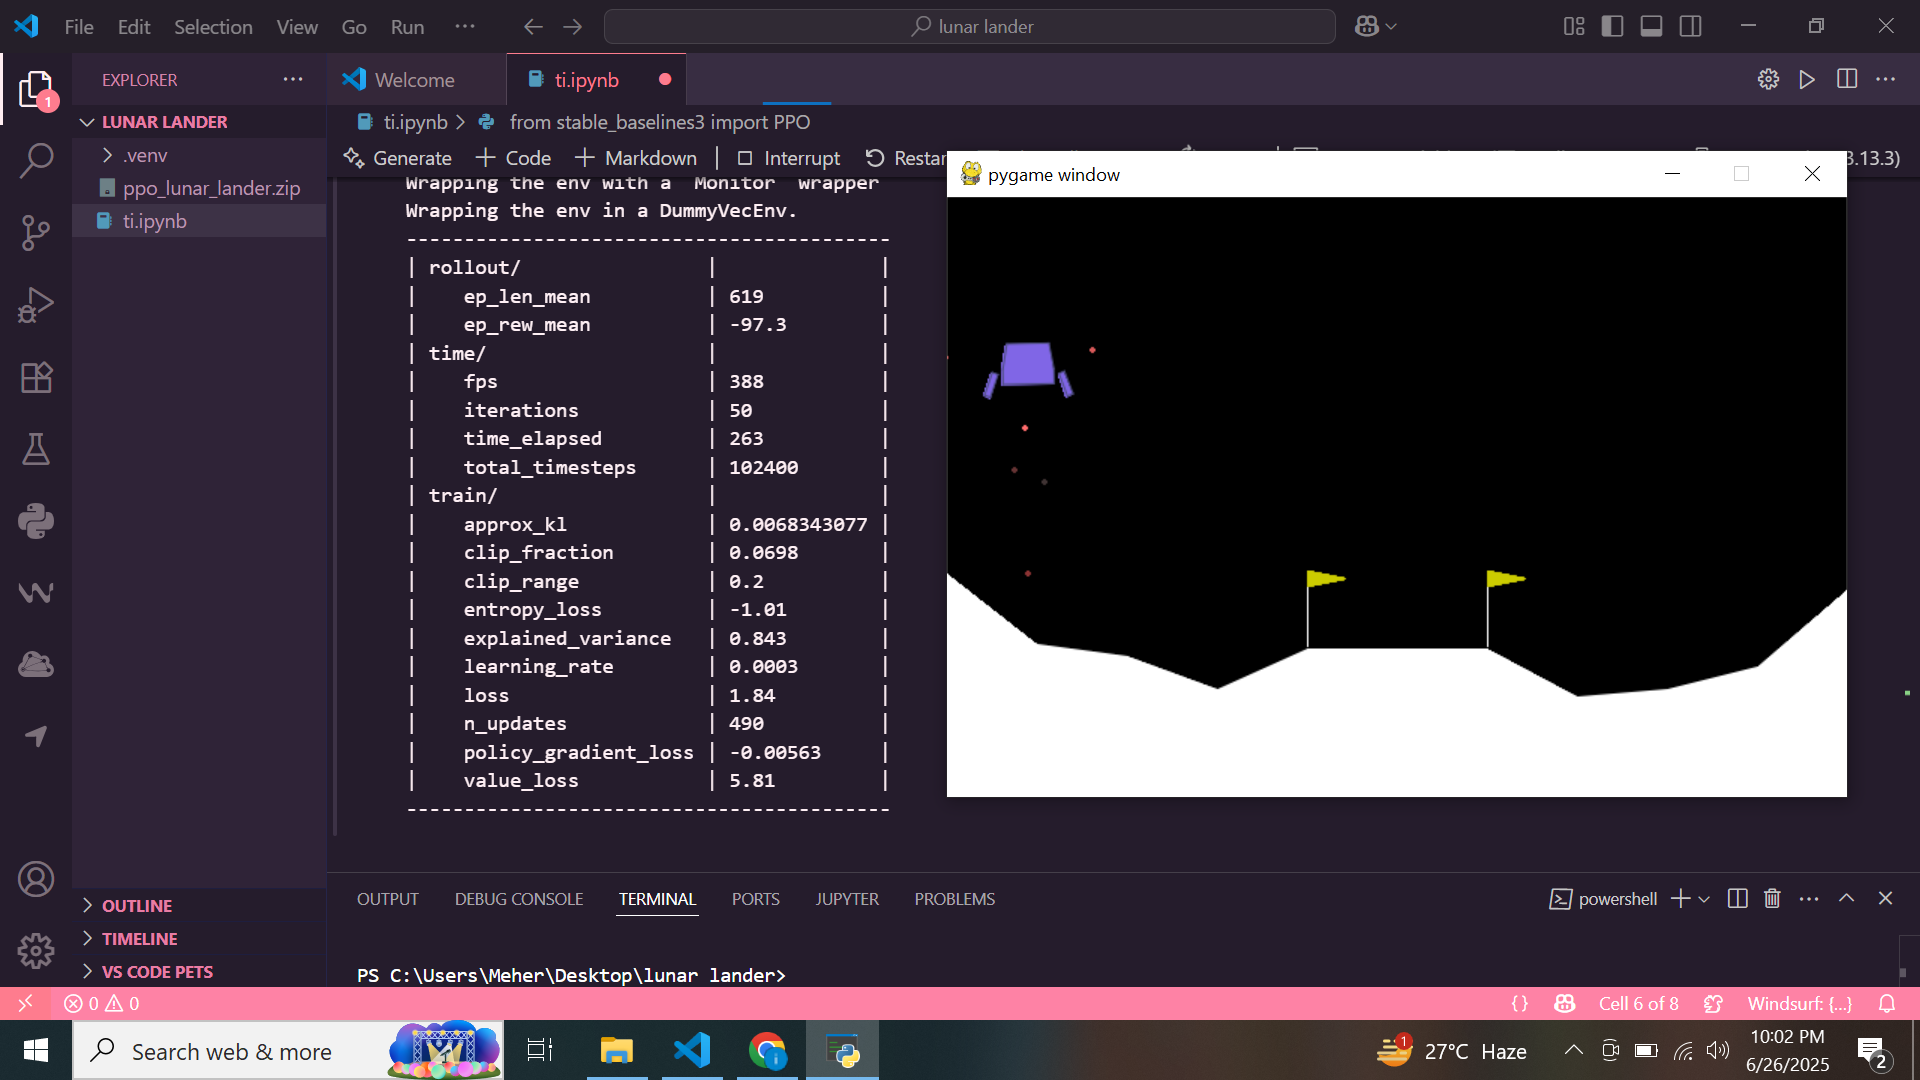 File Edit Selection View Go Run ··· lunar lander
EXPLORER ···
1
LUNAR LANDER
.venv
ppo_lunar_lander.zip
ti.ipynb
Welcome ti.ipynb
ti.ipynb > from stable_baselines3 import PPO
Generate + Code + Markdown | Interrupt Restar
3.13.3)
Wrapping the env with a `Monitor` wrapper
Wrapping the env in a DummyVecEnv.
------------------------------------------
| rollout/ | |
| ep_len_mean | 619 |
| ep_rew_mean | -97.3 |
| time/ | |
| fps | 388 |
| iterations | 50 |
| time_elapsed | 263 |
| total_timesteps | 102400 |
| train/ | |
| approx_kl | 0.0068343077 |
| clip_fraction | 0.0698 |
| clip_range | 0.2 |
| entropy_loss | -1.01 |
| explained_variance | 0.843 |
| learning_rate | 0.0003 |
| loss | 1.84 |
| n_updates | 490 |
| policy_gradient_loss | -0.00563 |
| value_loss | 5.81 |
------------------------------------------
pygame window
OUTPUT DEBUG CONSOLE TERMINAL PORTS JUPYTER PROBLEMS
powershell
PS C:\Users\Meher\Desktop\lunar lander>
OUTLINE
TIMELINE
VS CODE PETS
0 0
{ } Cell 6 of 8 Windsurf: {...}
Search web & more
1
27°C Haze
10:02 PM
6/26/2025
2